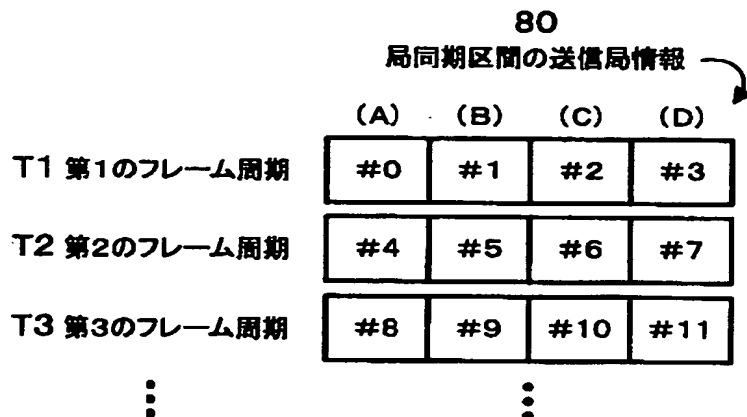 80
局同期区間の送信局情報
(A) (B) (C) (D)
T1 第1のフレーム周期 #0 #1 #2 #3
T2 第2のフレーム周期 #4 #5 #6 #7
T3 第3のフレーム周期 #8 #9 #10 #11